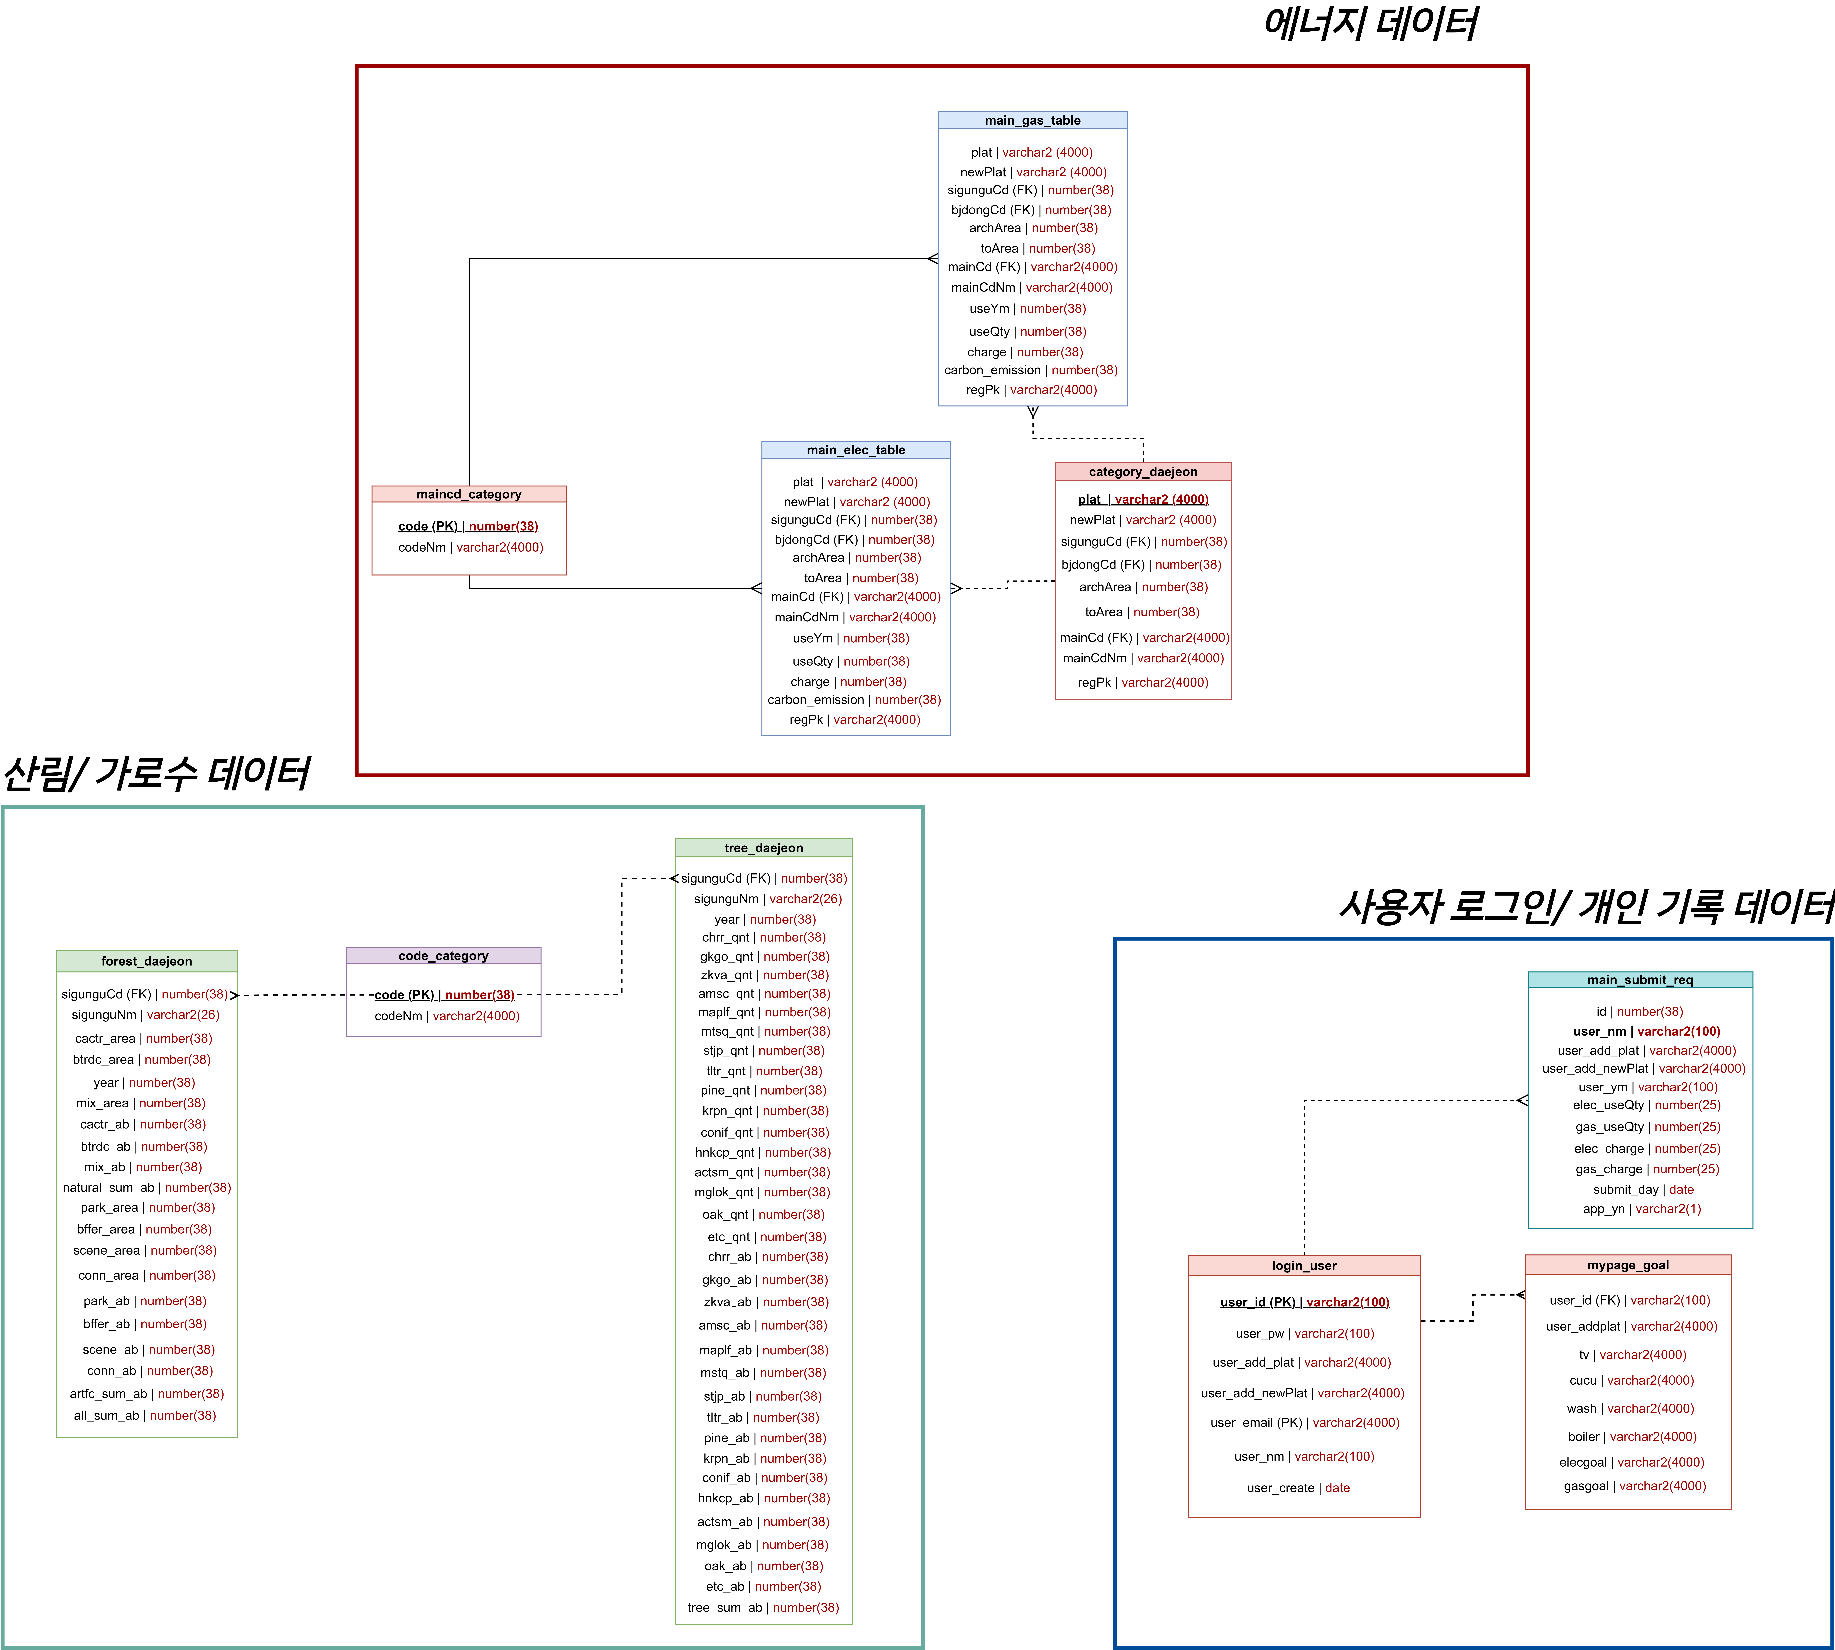 에너지 데이터
main_gas_table
plat | varchar2 (4000)
newPlat | varchar2 (4000)
sigunguCd (FK) | number(38)
bjdongCd (FK) | number(38)
archArea | number(38)
toArea | number(38)
mainCd (FK) | varchar2(4000)
mainCdNm | varchar2(4000)
useYm | number(38)
useQty | number(38)
charge | number(38)
carbon_emission | number(38)
regPk | varchar2(4000)
main_elec_table
plat | varchar2 (4000)
newPlat | varchar2 (4000)
sigunguCd (FK) | number(38)
bjdongCd (FK) | number(38)
archArea | number(38)
toArea | number(38)
mainCd (FK) | varchar2(4000)
mainCdNm | varchar2(4000)
useYm | number(38)
useQty | number(38)
charge | number(38)
carbon_emission | number(38)
regPk | varchar2(4000)
category_daejeon
plat | varchar2 (4000)
newPlat | varchar2 (4000)
sigunguCd (FK) | number(38)
bjdongCd (FK) | number(38)
archArea | number(38)
toArea | number(38)
mainCd (FK) | varchar2(4000)
mainCdNm | varchar2(4000)
regPk | varchar2(4000)
maincd_category
code (PK) | number(38)
codeNm | varchar2(4000)
산림/ 가로수 데이터
forest_daejeon
sigunguCd (FK) | number(38)
sigunguNm | varchar2(26)
cactr_area | number(38)
btrdc_area | number(38)
year | number(38)
mix_area | number(38)
cactr_ab | number(38)
btrdc_ab | number(38)
mix_ab | number(38)
natural_sum_ab | number(38)
park_area | number(38)
bffer_area | number(38)
scene_area | number(38)
conn_area | number(38)
park_ab | number(38)
bffer_ab | number(38)
scene_ab | number(38)
conn_ab | number(38)
artfc_sum_ab | number(38)
all_sum_ab | number(38)
code_category
code (PK) | number(38)
codeNm | varchar2(4000)
tree_daejeon
sigunguCd (FK) | number(38)
sigunguNm | varchar2(26)
year | number(38)
chrr_qnt | number(38)
gkgo_qnt | number(38)
zkva_qnt | number(38)
amsc_qnt | number(38)
maplf_qnt | number(38)
mtsq_qnt | number(38)
stjp_qnt | number(38)
tltr_qnt | number(38)
pine_qnt | number(38)
krpn_qnt | number(38)
conif_qnt | number(38)
hnkcp_qnt | number(38)
actsm_qnt | number(38)
mglok_qnt | number(38)
oak_qnt | number(38)
etc_qnt | number(38)
chrr_ab | number(38)
gkgo_ab | number(38)
zkva_ab | number(38)
amsc_ab | number(38)
maplf_ab | number(38)
mstq_ab | number(38)
stjp_ab | number(38)
tltr_ab | number(38)
pine_ab | number(38)
krpn_ab | number(38)
conif_ab | number(38)
hnkcp_ab | number(38)
actsm_ab | number(38)
mglok_ab | number(38)
oak_ab | number(38)
etc_ab | number(38)
tree_sum_ab | number(38)
사용자 로그인/ 개인 기록 데이터
main_submit_req
id | number(38)
user_nm | varchar2(100)
user_add_plat | varchar2(4000)
user_add_newPlat | varchar2(4000)
user_ym | varchar2(100)
elec_useQty | number(25)
gas_useQty | number(25)
elec_charge | number(25)
gas_charge | number(25)
submit_day | date
app_yn | varchar2(1)
login_user
user_id (PK) | varchar2(100)
user_pw | varchar2(100)
user_add_plat | varchar2(4000)
user_add_newPlat | varchar2(4000)
user_email (PK) | varchar2(4000)
user_nm | varchar2(100)
user_create | date
mypage_goal
user_id (FK) | varchar2(100)
user_addplat | varchar2(4000)
tv | varchar2(4000)
cucu | varchar2(4000)
wash | varchar2(4000)
boiler | varchar2(4000)
elecgoal | varchar2(4000)
gasgoal | varchar2(4000)